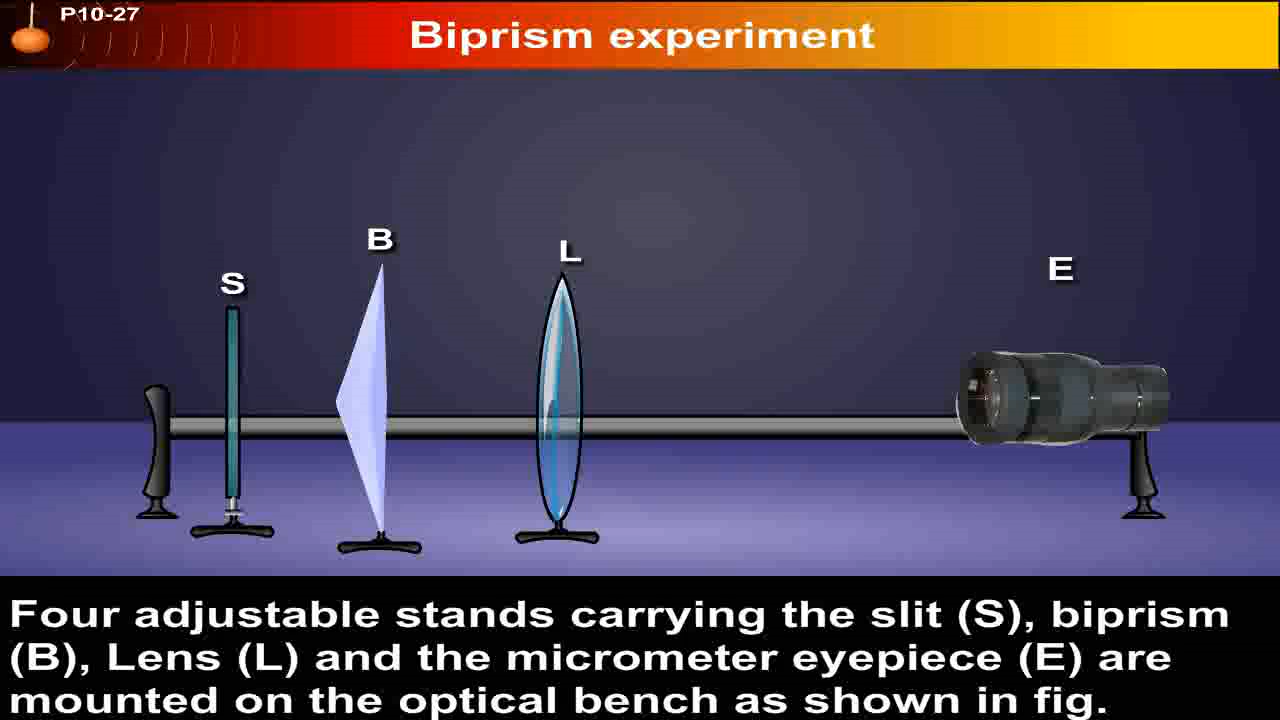 P10-27
Biprism experiment
B
L
S
E
Four adjustable stands carrying the slit (S), biprism
(B), Lens (L) and the micrometer eyepiece (E) are
mounted on the optical bench as shown in fig.